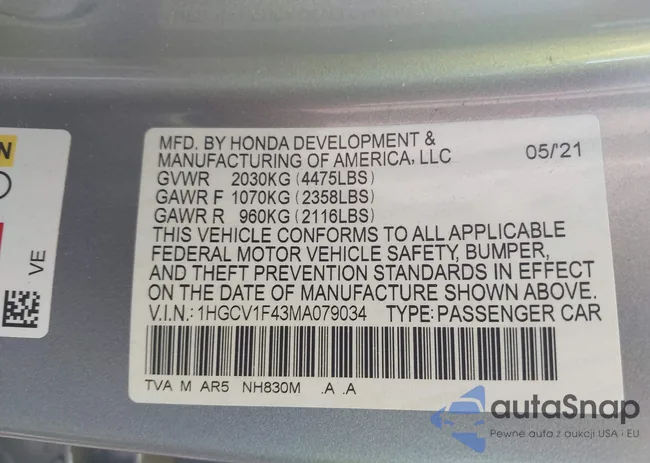 N
VE
MFD. BY HONDA DEVELOPMENT &
MANUFACTURING OF AMERICA, LLC 05/'21
GVWR 2030KG (4475LBS)
GAWR F 1070KG (2358LBS)
GAWR R 960KG (2116LBS)
THIS VEHICLE CONFORMS TO ALL APPLICABLE
FEDERAL MOTOR VEHICLE SAFETY, BUMPER,
AND THEFT PREVENTION STANDARDS IN EFFECT
ON THE DATE OF MANUFACTURE SHOWN ABOVE.
V.I.N.: 1HGCV1F43MA079034 TYPE: PASSENGER CAR
TVA M AR5 NH830M .A .A
autaSnap
Pewne auta z aukcji USA i EU